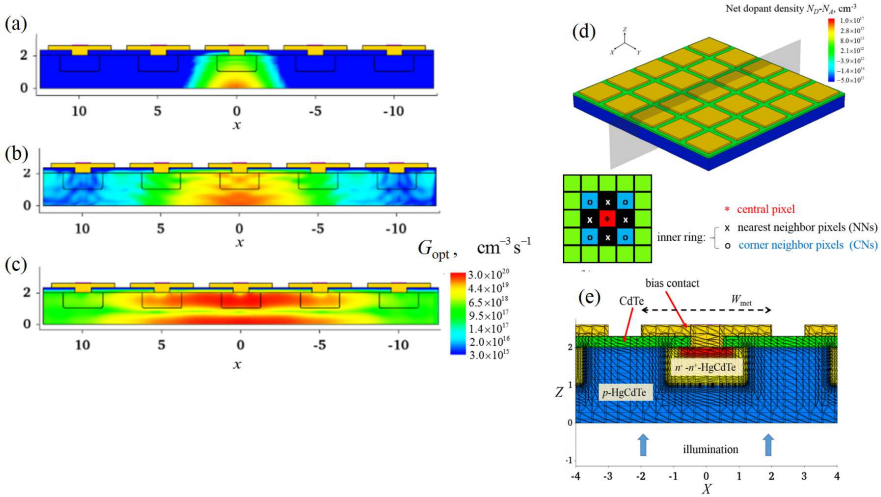 (a)
2
0
10 5 0 -5 -10
x
(b)
2
0
10 5 0 -5 -10
x
G_opt , cm⁻³s⁻¹
(c)
2
0
10 5 0 -5 -10
x
3.0×10²⁰
4.4×10¹⁹
6.5×10¹⁸
9.5×10¹⁷
1.4×10¹⁷
2.0×10¹⁶
3.0×10¹⁵
(d)
Net dopant density N_D-N_A, cm⁻³
Z
X Y
* central pixel
inner ring:
x nearest neighbor pixels (NNs)
o corner neighbor pixels (CNs)
o x o
x * x
o x o
(e)
bias contact
CdTe
W_met
n⁻-n⁺-HgCdTe
p-HgCdTe
Z
2
1
0
-1
illumination
-4 -3 -2 -1 0 1 2 3 4
X